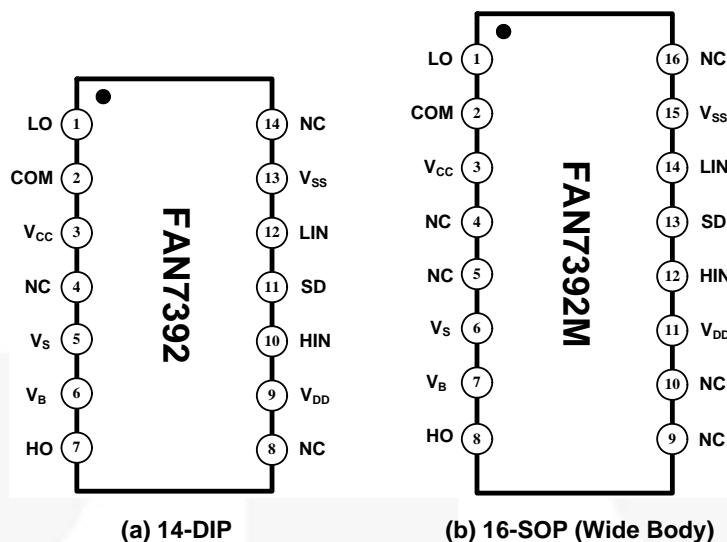 LO 1 14 NC
COM 2 13 VSS
VCC 3 12 LIN
NC 4 11 SD
VS 5 10 HIN
VB 6 9 VDD
HO 7 8 NC
FAN7392
(a) 14-DIP
LO 1 16 NC
COM 2 15 VSS
VCC 3 14 LIN
NC 4 13 SD
NC 5 12 HIN
VS 6 11 VDD
VB 7 10 NC
HO 8 9 NC
FAN7392M
(b) 16-SOP (Wide Body)